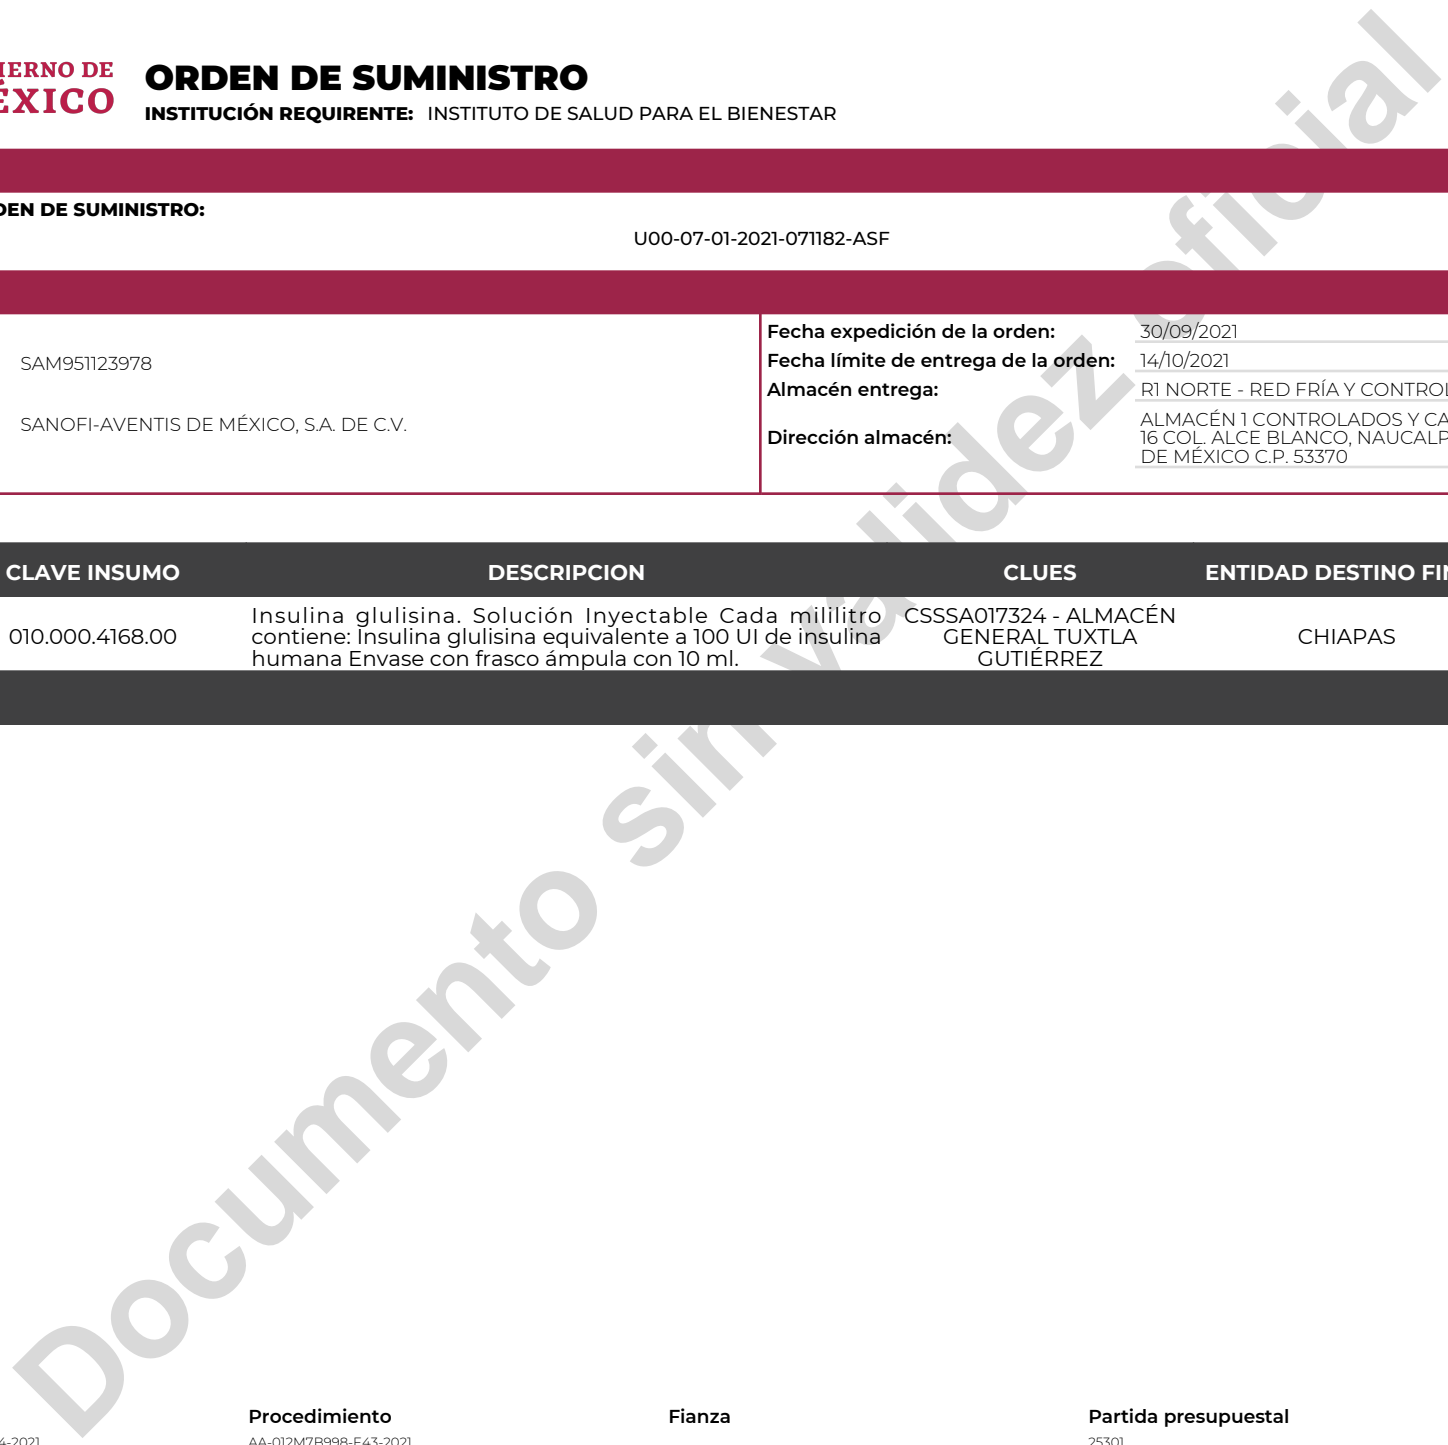 ORDEN DE SUMINISTRO
INSTITUCIÓN REQUIRENTE: INSTITUTO DE SALUD PARA EL BIENESTAR
IERNO DE
ÉXICO
DEN DE SUMINISTRO:
U00-07-01-2021-071182-ASF
SAM951123978
SANOFI-AVENTIS DE MÉXICO, S.A. DE C.V.
Fecha expedición de la orden: 30/09/2021
Fecha límite de entrega de la orden: 14/10/2021
Almacén entrega: R1 NORTE - RED FRÍA Y CONTROL
Dirección almacén:
ALMACÉN 1 CONTROLADOS Y CA
16 COL. ALCE BLANCO, NAUCALP
DE MÉXICO C.P. 53370
CLAVE INSUMO DESCRIPCION CLUES ENTIDAD DESTINO FIN
010.000.4168.00
Insulina glulisina. Solución Inyectable Cada mililitro
contiene: Insulina glulisina equivalente a 100 UI de insulina
humana Envase con frasco ámpula con 10 ml.
CSSSA017324 - ALMACÉN
GENERAL TUXTLA
GUTIÉRREZ
CHIAPAS
Documento sin validez oficial
Procedimiento Fianza Partida presupuestal
4-2021 AA-012M7B998-E43-2021 25301